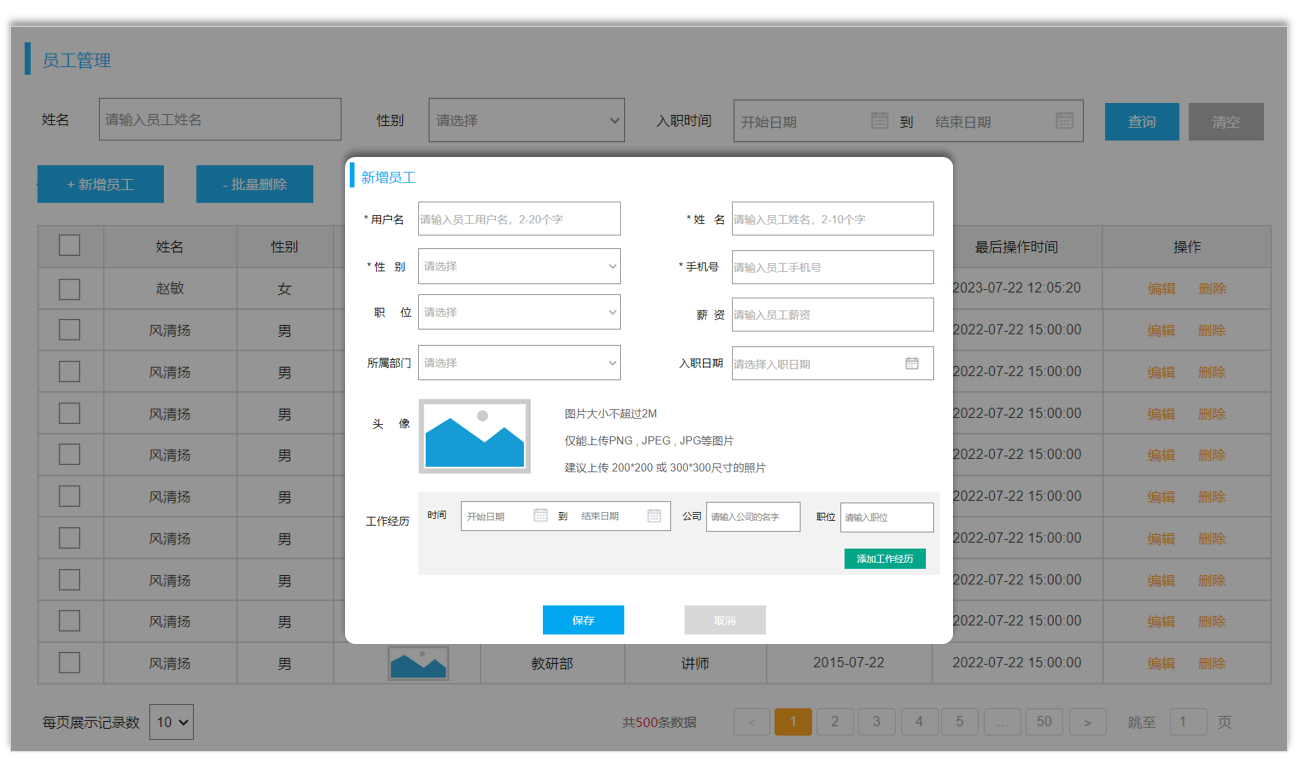 员工管理
姓名 请输入员工姓名 性别 请选择 入职时间 开始日期 到 结束日期 查询 清空
+ 新增员工 - 批量删除
新增员工
* 用户名 请输入员工用户名，2-20个字 * 姓 名 请输入员工姓名，2-10个字
* 性 别 请选择 * 手机号 请输入员工手机号
职 位 请选择 薪 资 请输入员工薪资
所属部门 请选择 入职日期 请选择入职日期
头 像
图片大小不超过2M
仅能上传PNG , JPEG , JPG等图片
建议上传 200*200 或 300*300尺寸的照片
工作经历 时间 开始日期 到 结束日期 公司 请输入公司的名字 职位 请输入职位
添加工作经历
保存 取消
姓名 性别 最后操作时间 操作
赵敏 女 2023-07-22 12:05:20 编辑 删除
风清扬 男 2022-07-22 15:00:00 编辑 删除
风清扬 男 2022-07-22 15:00:00 编辑 删除
风清扬 男 2022-07-22 15:00:00 编辑 删除
风清扬 男 2022-07-22 15:00:00 编辑 删除
风清扬 男 2022-07-22 15:00:00 编辑 删除
风清扬 男 2022-07-22 15:00:00 编辑 删除
风清扬 男 2022-07-22 15:00:00 编辑 删除
风清扬 男 2022-07-22 15:00:00 编辑 删除
风清扬 男 教研部 讲师 2015-07-22 2022-07-22 15:00:00 编辑 删除
每页展示记录数 10 共500条数据 < 1 2 3 4 5 ... 50 > 跳至 1 页